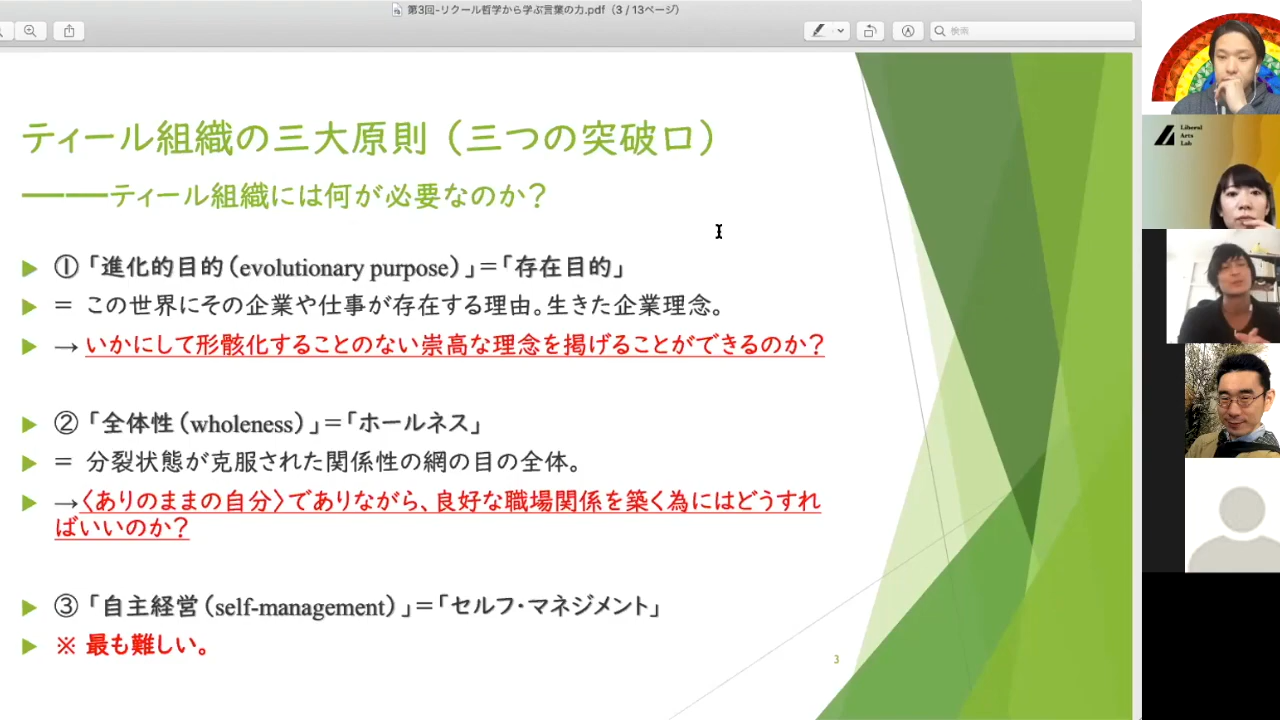 第3回-リクール哲学から学ぶ言葉の力.pdf（3 / 13ページ）
検索
ティール組織の三大原則（三つの突破口）
―――ティール組織には何が必要なのか？
①「進化的目的（evolutionary purpose）」＝「存在目的」
＝ この世界にその企業や仕事が存在する理由。生きた企業理念。
→ いかにして形骸化することのない崇高な理念を掲げることができるのか？
②「全体性（wholeness）」＝「ホールネス」
＝ 分裂状態が克服された関係性の網の目の全体。
→〈ありのままの自分〉でありながら、良好な職場関係を築く為にはどうすれ
ばいいのか？
③「自主経営（self-management）」＝「セルフ・マネジメント」
※ 最も難しい。
3
Liberal
Arts
Lab